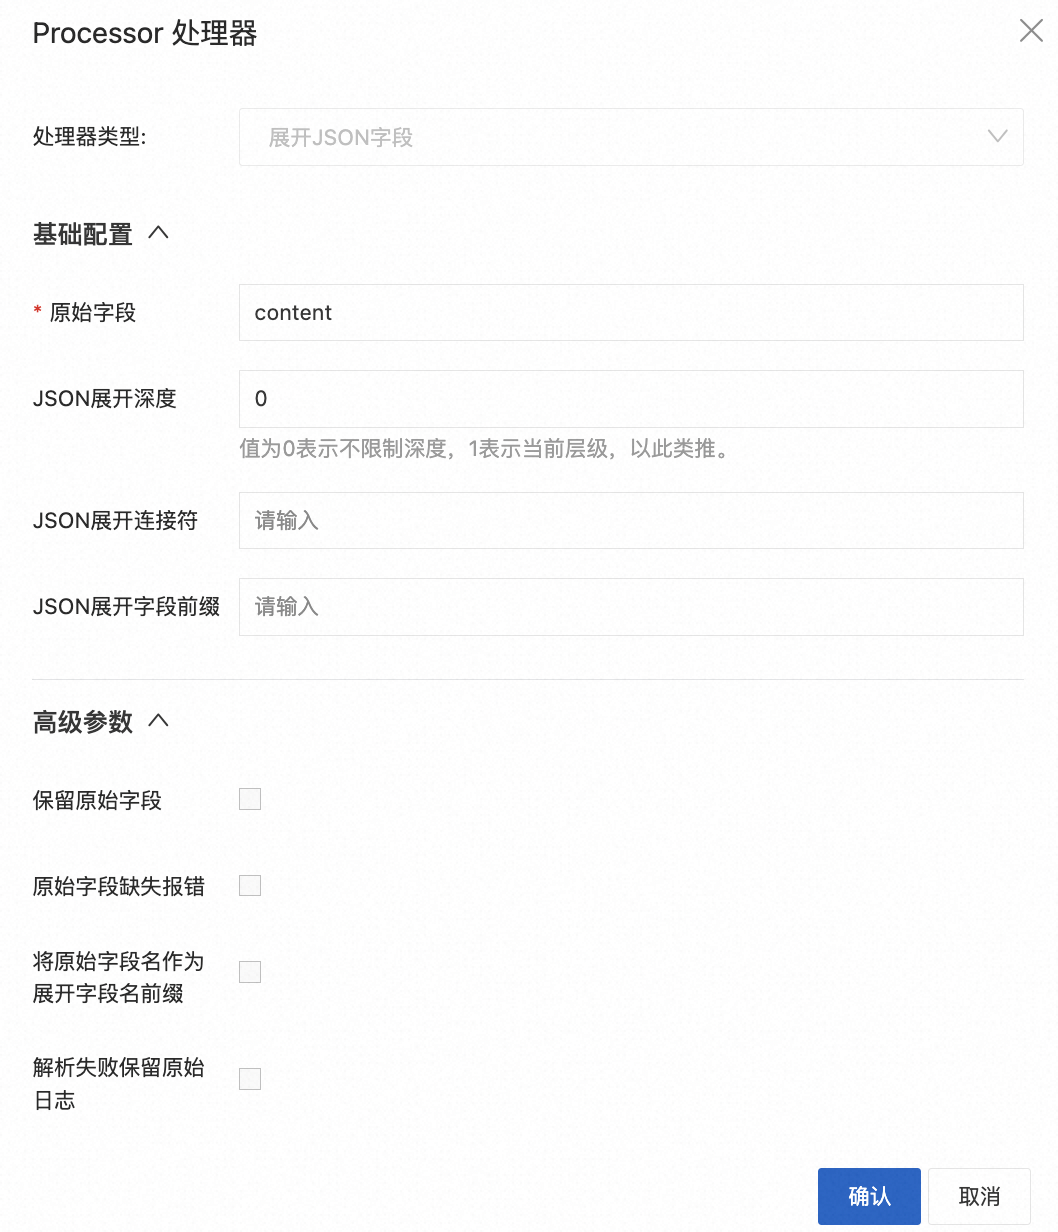 Processor 处理器
处理器类型:
展开JSON字段
基础配置
* 原始字段
content
JSON展开深度
0
值为0表示不限制深度，1表示当前层级，以此类推。
JSON展开连接符
请输入
JSON展开字段前缀
请输入
高级参数
保留原始字段
原始字段缺失报错
将原始字段名作为
展开字段名前缀
解析失败保留原始
日志
确认
取消